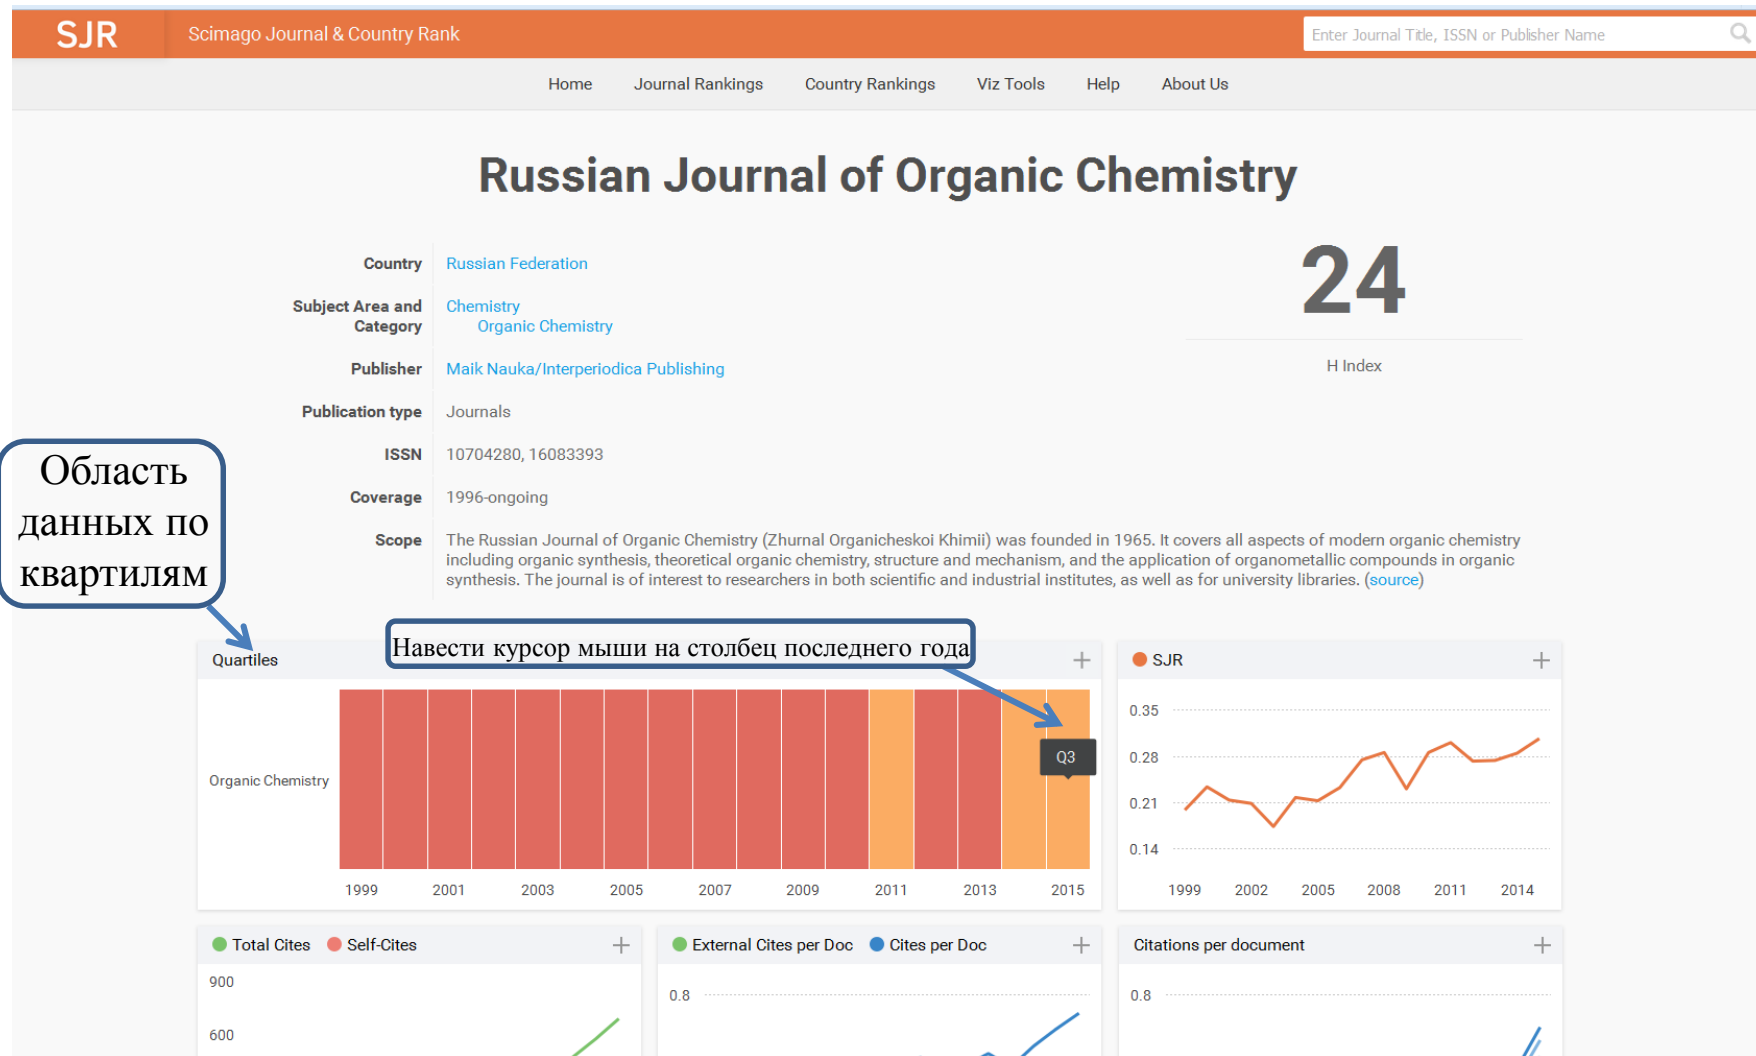 SJR
Scimago Journal & Country Rank
Enter Journal Title, ISSN or Publisher Name
Home Journal Rankings Country Rankings Viz Tools Help About Us
Russian Journal of Organic Chemistry
Country Russian Federation
Subject Area and Category
Chemistry
Organic Chemistry
Publisher Maik Nauka/Interperiodica Publishing
Publication type Journals
ISSN 10704280, 16083393
Coverage 1996-ongoing
Scope The Russian Journal of Organic Chemistry (Zhurnal Organicheskoi Khimii) was founded in 1965. It covers all aspects of modern organic chemistry
including organic synthesis, theoretical organic chemistry, structure and mechanism, and the application of organometallic compounds in organic
synthesis. The journal is of interest to researchers in both scientific and industrial institutes, as well as for university libraries. (source)
24
H Index
Область
данных по
квартилям
Навести курсор мыши на столбец последнего года
Quartiles
Organic Chemistry
Q3
1999 2001 2003 2005 2007 2009 2011 2013 2015
SJR
0.35
0.28
0.21
0.14
1999 2002 2005 2008 2011 2014
Total Cites Self-Cites
900
600
External Cites per Doc Cites per Doc
0.8
Citations per document
0.8